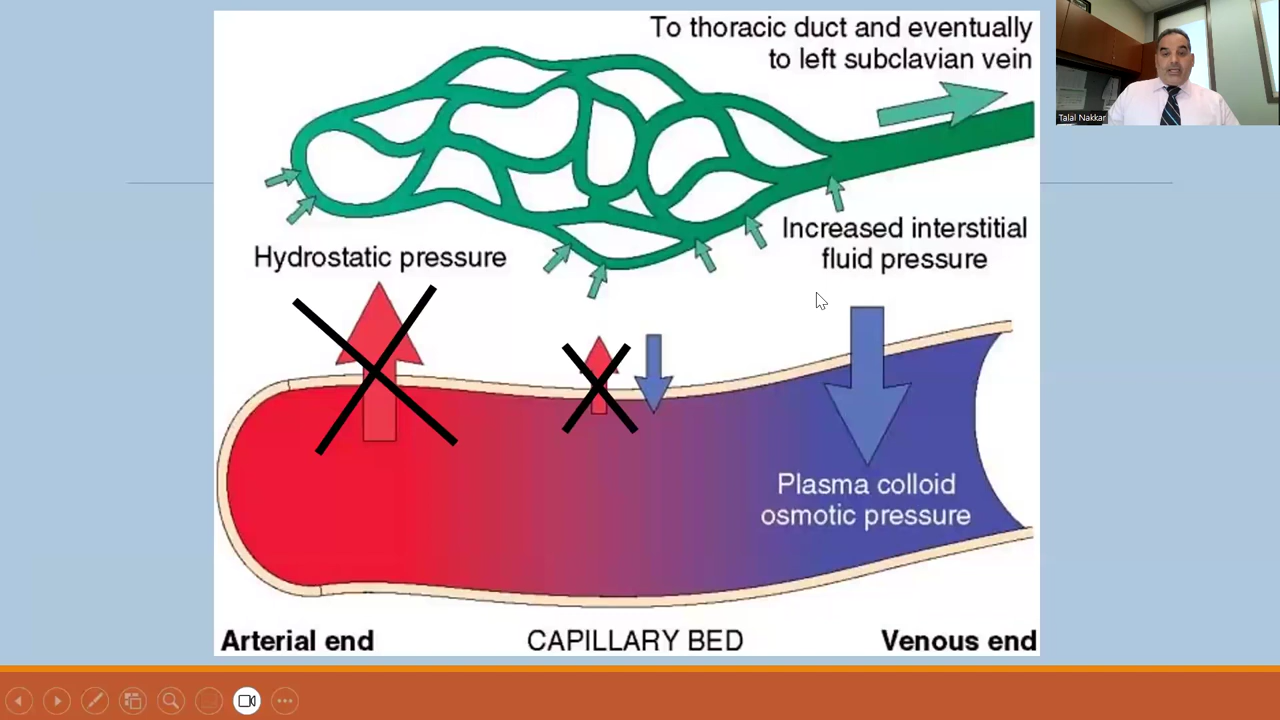 To thoracic duct and eventually
to left subclavian vein
Talal Nakkar
Increased interstitial
fluid pressure
Hydrostatic pressure
Plasma colloid
osmotic pressure
Arterial end
CAPILLARY BED
Venous end